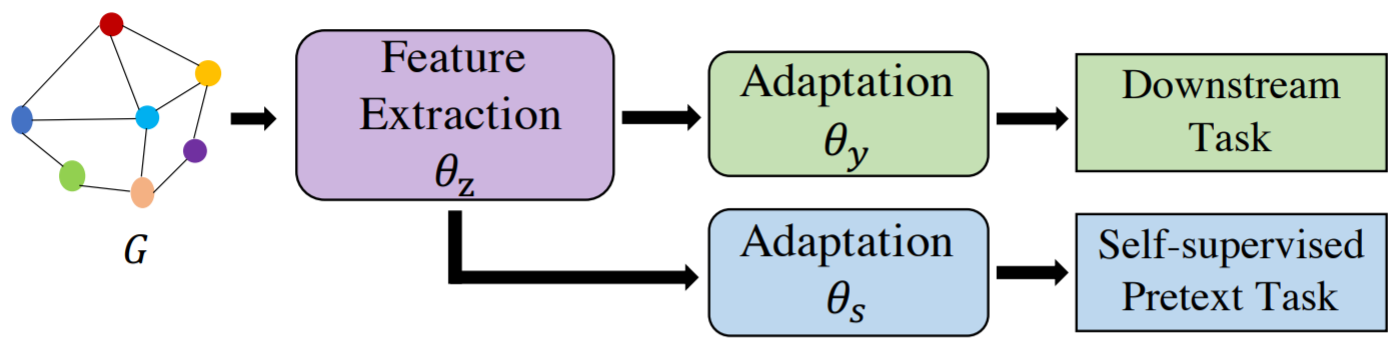 G
Feature
Extraction
θz
Adaptation
θy
Downstream
Task
Adaptation
θs
Self-supervised
Pretext Task